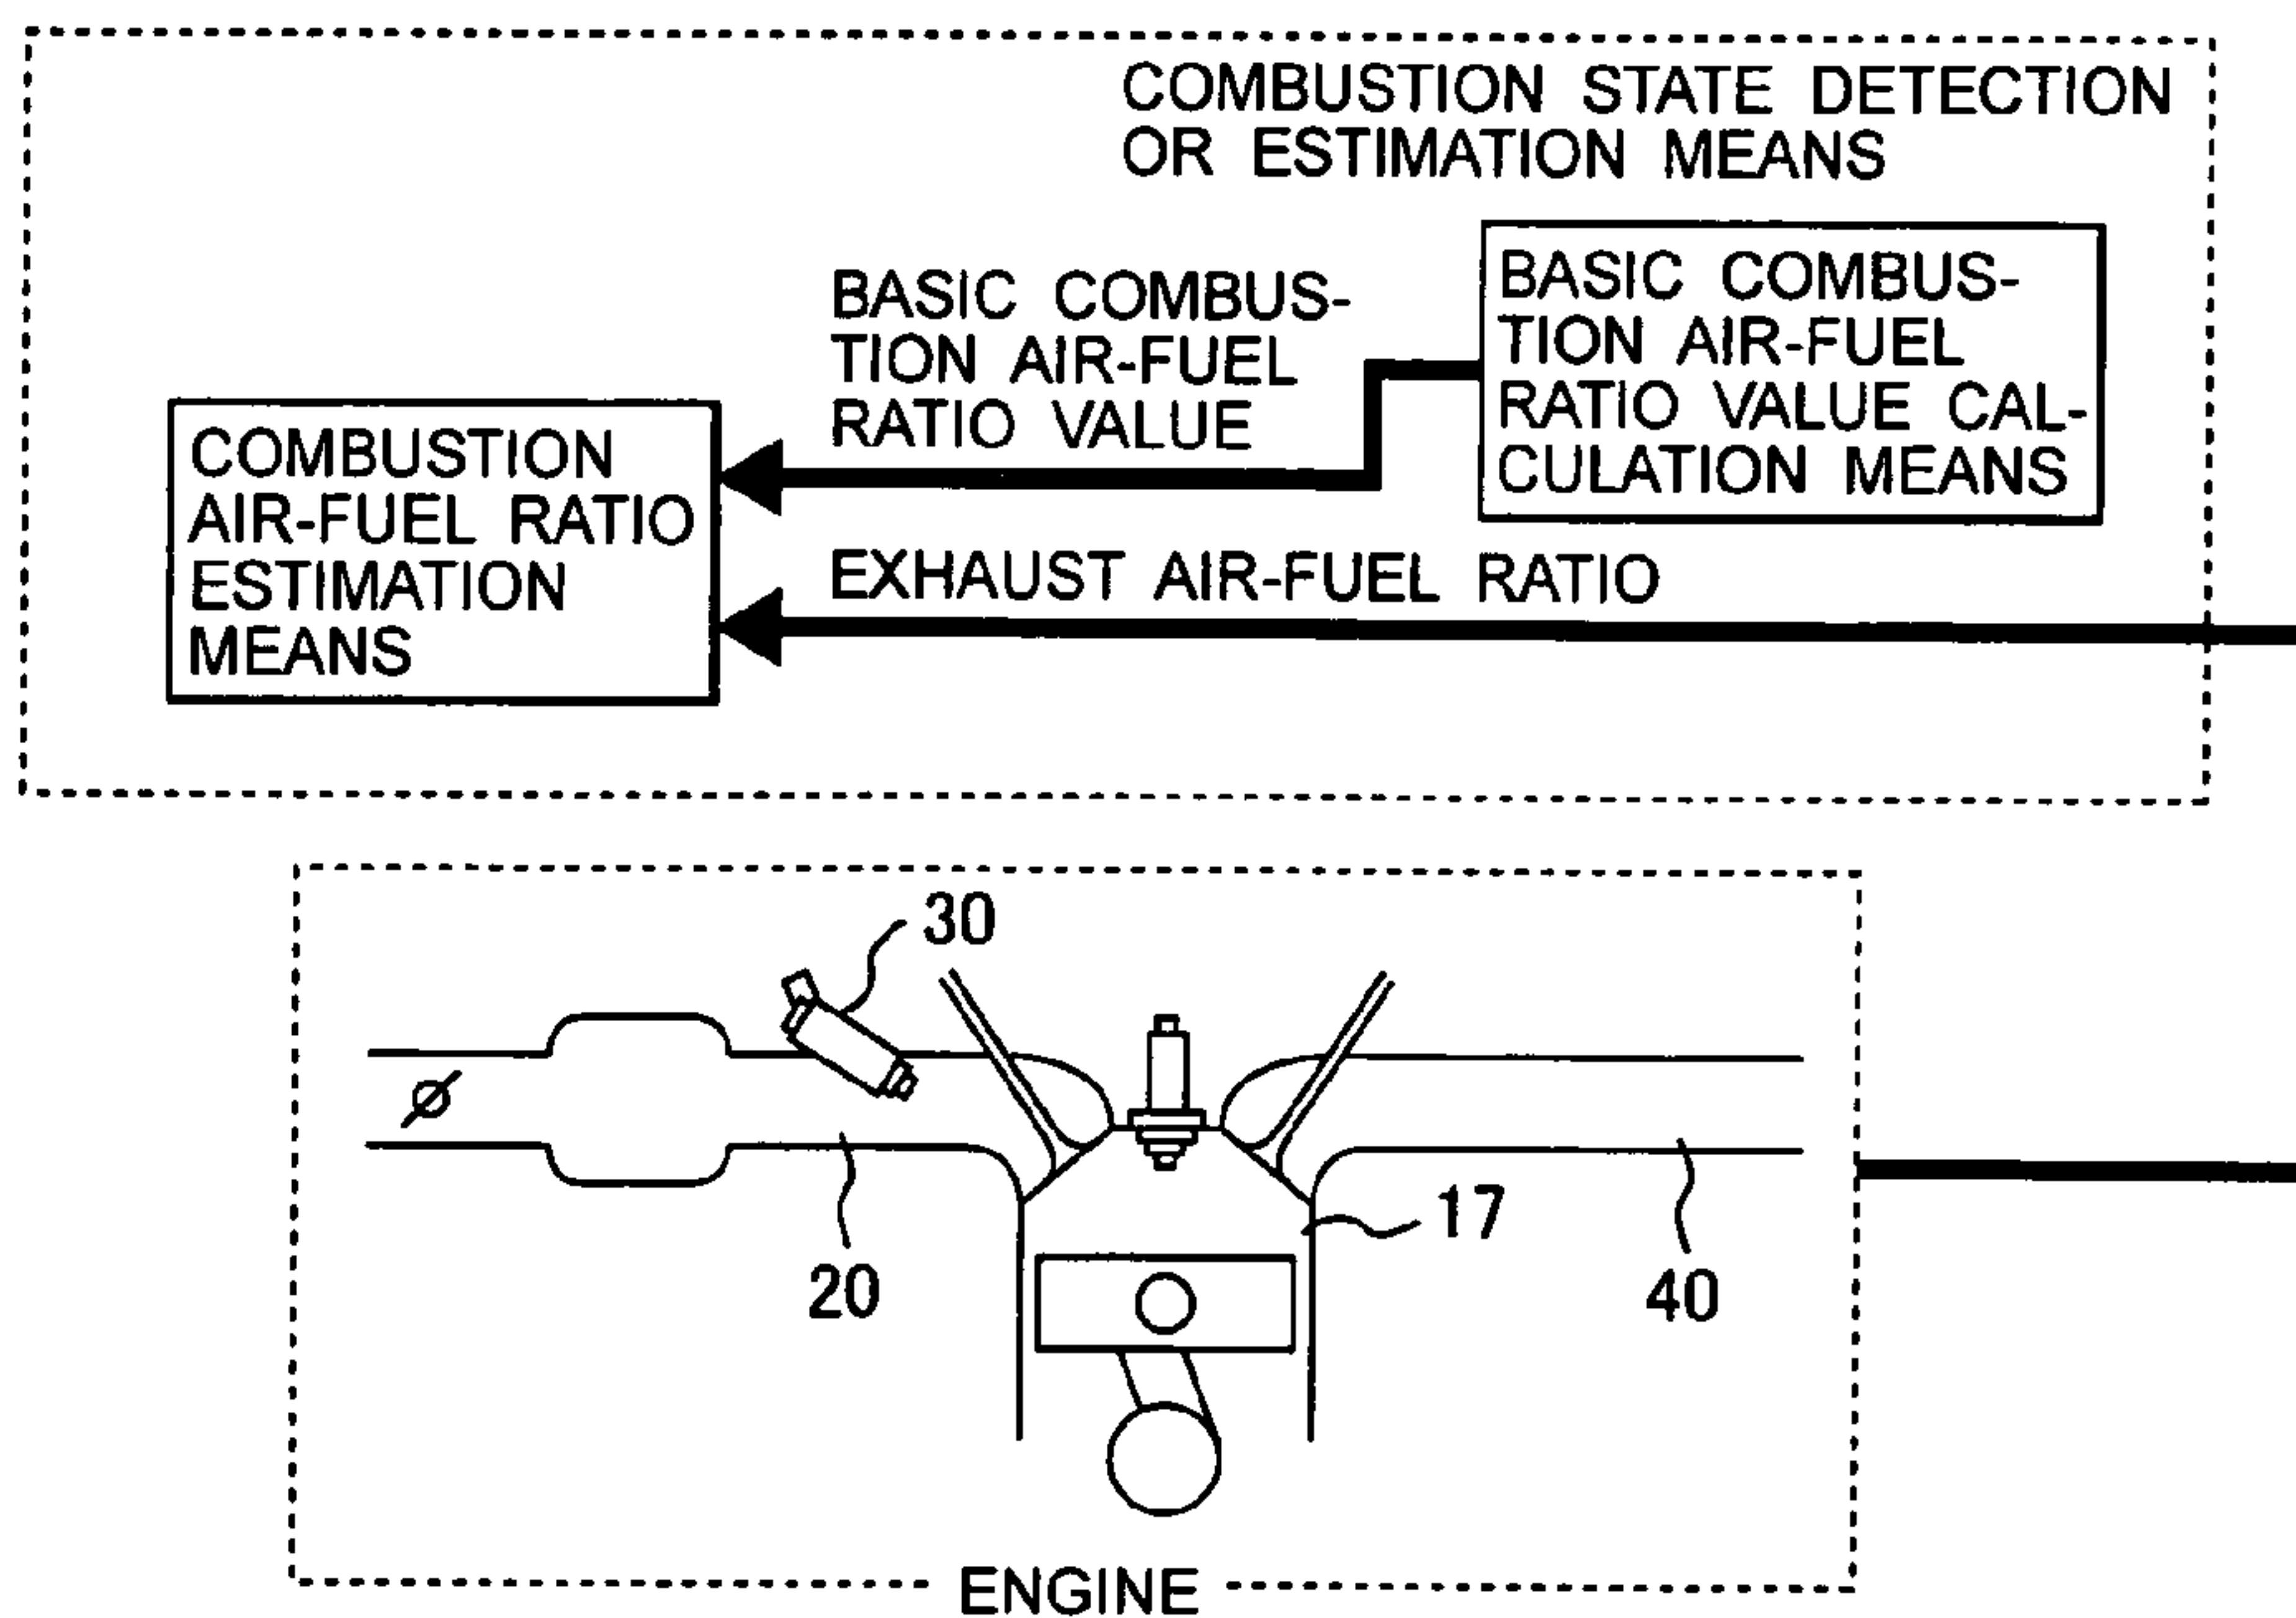 COMBUSTION STATE DETECTION
OR ESTIMATION MEANS
BASIC COMBUS-
TION AIR-FUEL
RATIO VALUE CAL-
CULATION MEANS
BASIC COMBUS-
TION AIR-FUEL
RATIO VALUE
COMBUSTION
AIR-FUEL RATIO
ESTIMATION
MEANS
EXHAUST AIR-FUEL RATIO
30
17
20
40
ENGINE